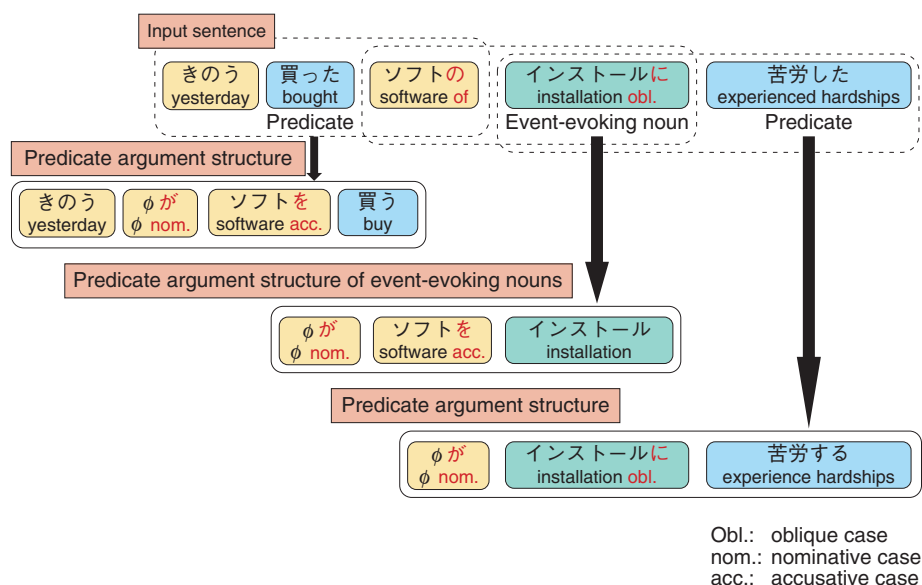 Input sentence
きのう 買った ソフトの インストールに 苦労した
yesterday bought software of installation obl. experienced hardships
Predicate Event-evoking noun Predicate
Predicate argument structure
きのう φが ソフトを 買う
yesterday φ nom. software acc. buy
Predicate argument structure of event-evoking nouns
φが ソフトを インストール
φ nom. software acc. installation
Predicate argument structure
φが インストールに 苦労する
φ nom. installation obl. experience hardships
Obl.: oblique case
nom.: nominative case
acc.: accusative case